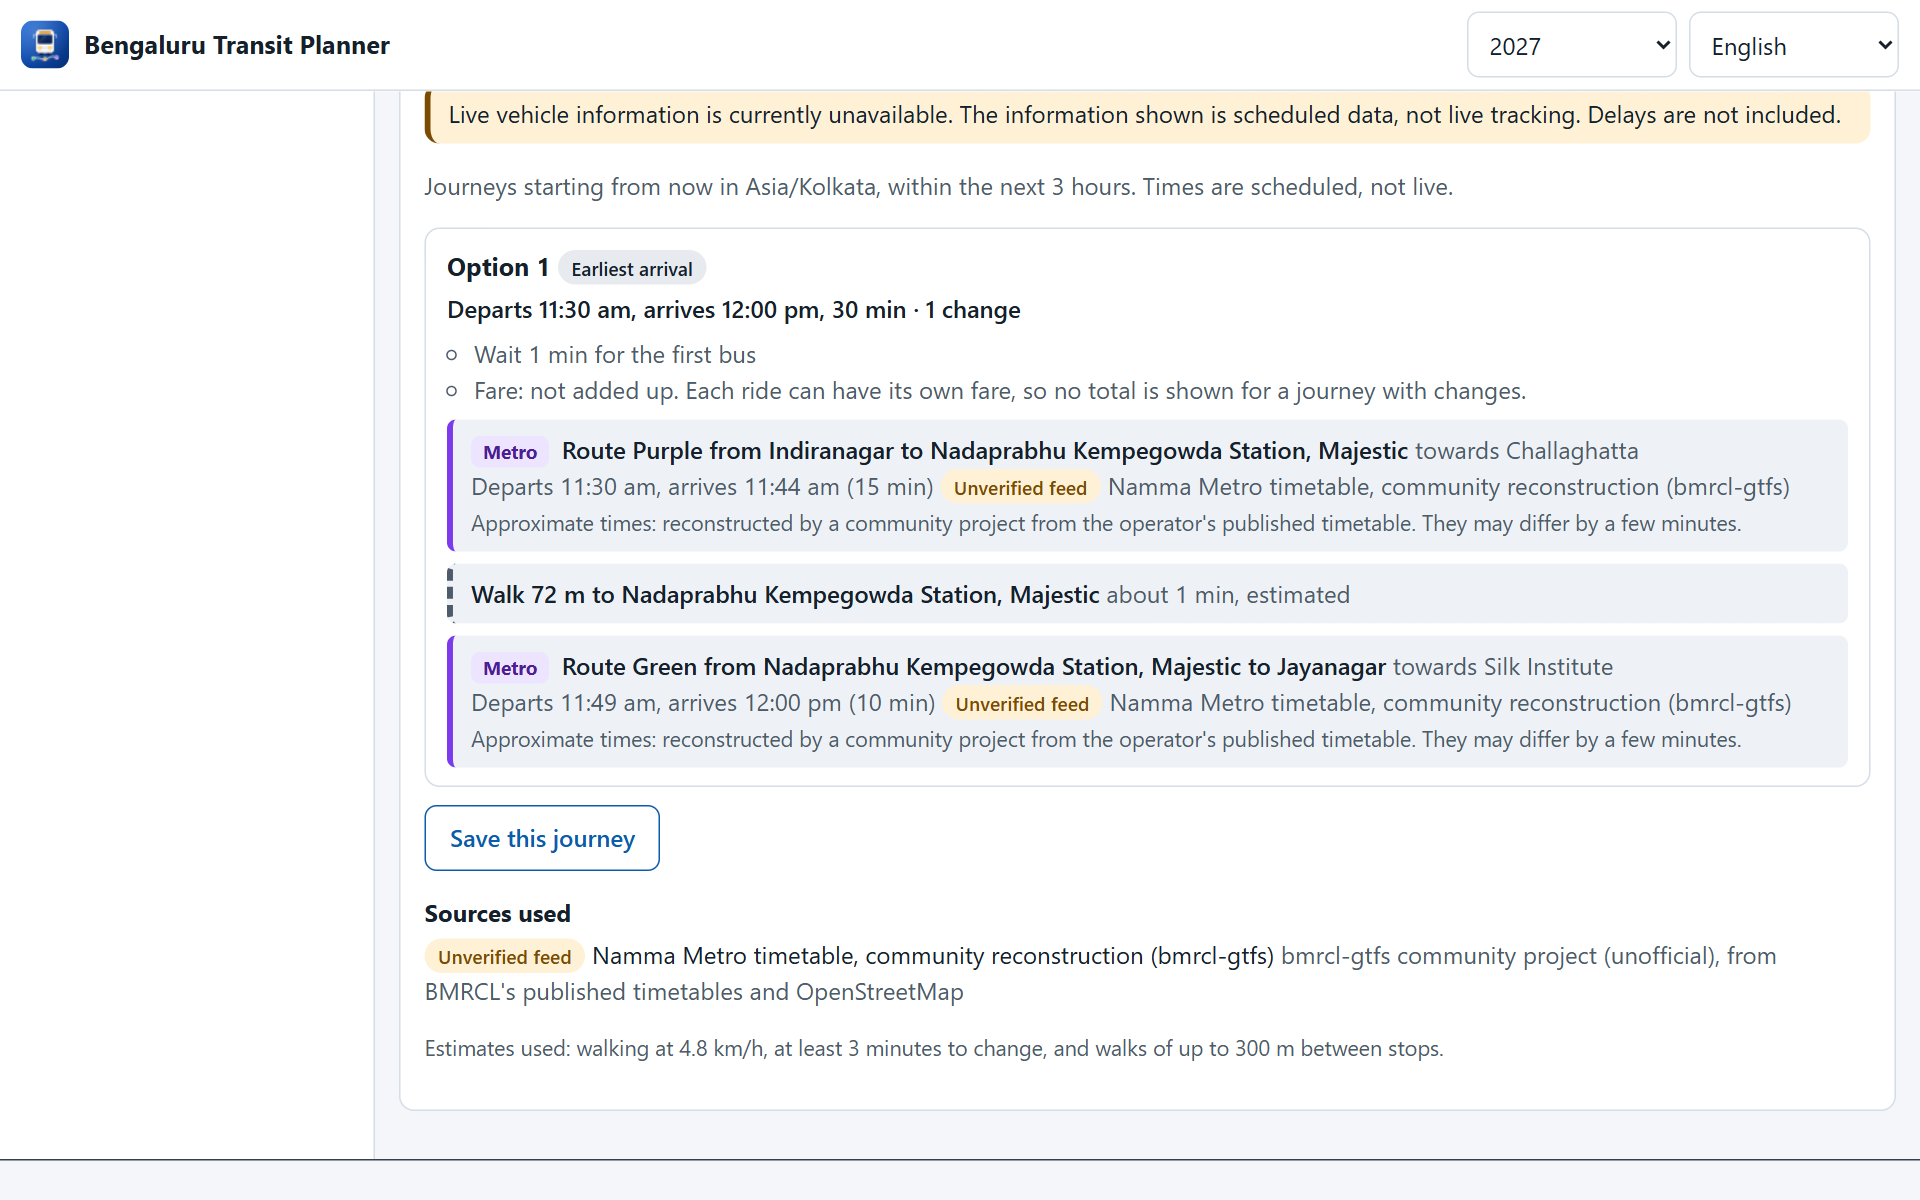 Bengaluru Transit Planner
2027
English
Live vehicle information is currently unavailable. The information shown is scheduled data, not live tracking. Delays are not included.
Journeys starting from now in Asia/Kolkata, within the next 3 hours. Times are scheduled, not live.
Option 1 Earliest arrival
Departs 11:30 am, arrives 12:00 pm, 30 min · 1 change
Wait 1 min for the first bus
Fare: not added up. Each ride can have its own fare, so no total is shown for a journey with changes.
Metro Route Purple from Indiranagar to Nadaprabhu Kempegowda Station, Majestic towards Challaghatta
Departs 11:30 am, arrives 11:44 am (15 min) Unverified feed Namma Metro timetable, community reconstruction (bmrcl-gtfs)
Approximate times: reconstructed by a community project from the operator's published timetable. They may differ by a few minutes.
Walk 72 m to Nadaprabhu Kempegowda Station, Majestic about 1 min, estimated
Metro Route Green from Nadaprabhu Kempegowda Station, Majestic to Jayanagar towards Silk Institute
Departs 11:49 am, arrives 12:00 pm (10 min) Unverified feed Namma Metro timetable, community reconstruction (bmrcl-gtfs)
Approximate times: reconstructed by a community project from the operator's published timetable. They may differ by a few minutes.
Save this journey
Sources used
Unverified feed Namma Metro timetable, community reconstruction (bmrcl-gtfs) bmrcl-gtfs community project (unofficial), from
BMRCL's published timetables and OpenStreetMap
Estimates used: walking at 4.8 km/h, at least 3 minutes to change, and walks of up to 300 m between stops.